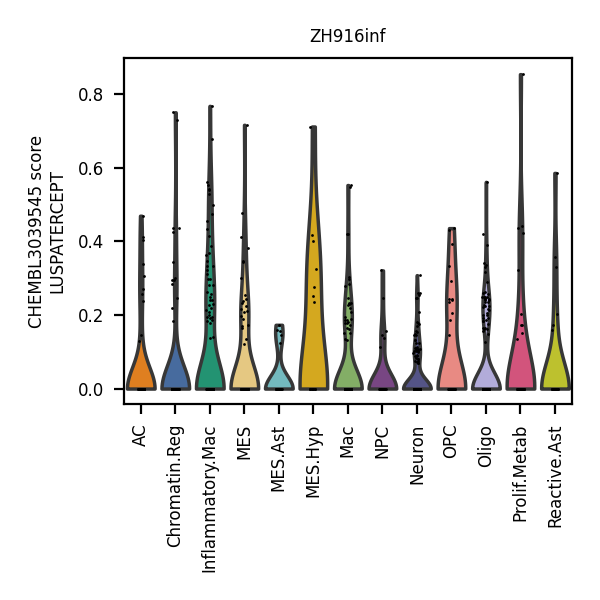 ZH916inf
CHEMBL3039545 score
LUSPATERCEPT
0.8
0.6
0.4
0.2
0.0
AC
Chromatin.Reg
Inflammatory.Mac
MES
MES.Ast
MES.Hyp
Mac
NPC
Neuron
OPC
Oligo
Prolif.Metab
Reactive.Ast